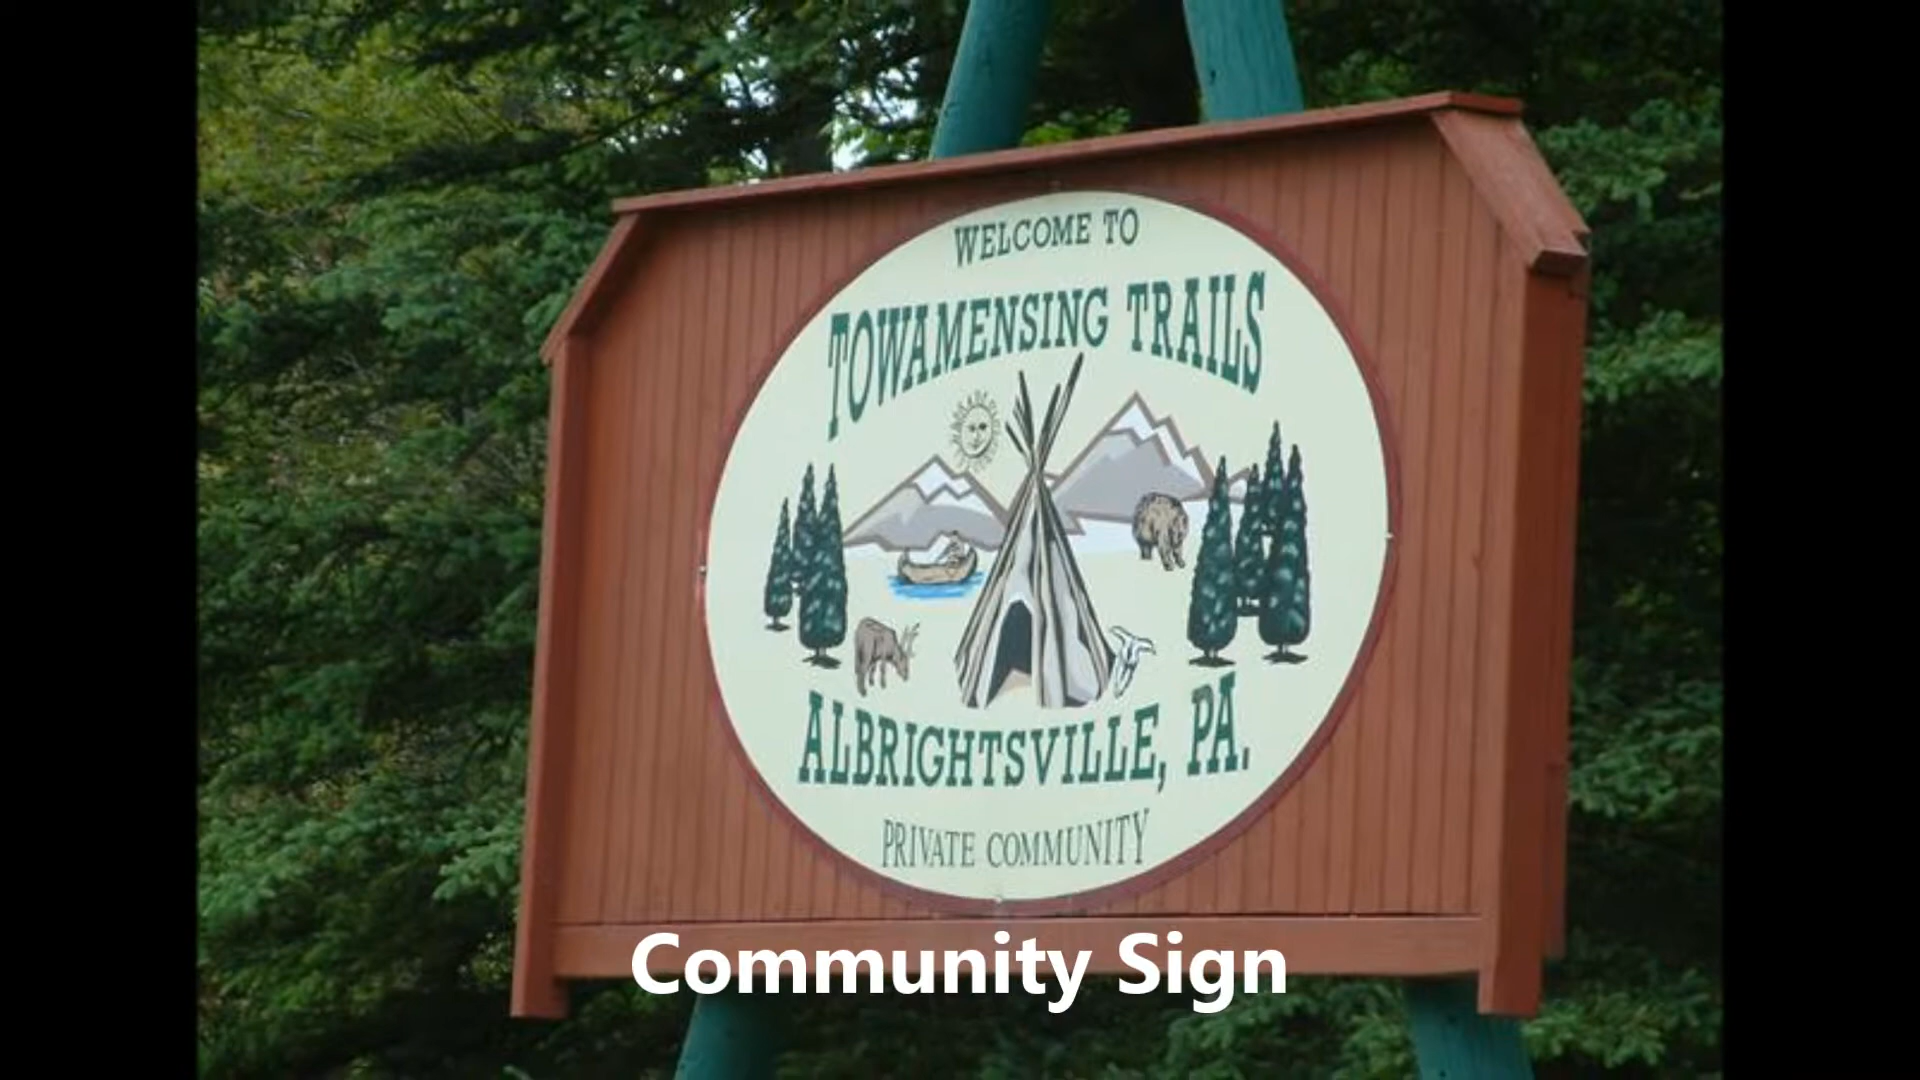 WELCOME TO
TOWAMENSING TRAILS
ALBRIGHTSVILLE, PA.
PRIVATE COMMUNITY
Community Sign